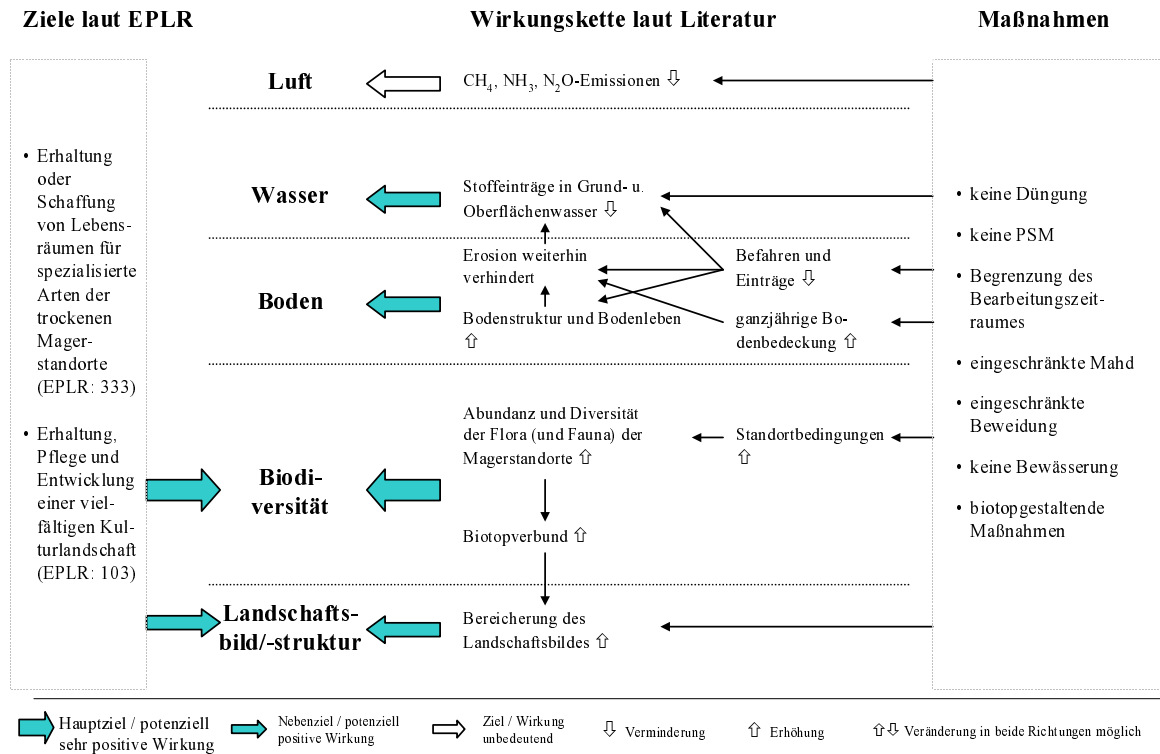 Ziele laut EPLR
Wirkungskette laut Literatur
Maßnahmen
• Erhaltung
oder
Schaffung
von Lebens-
räumen für
spezialisierte
Arten der
trockenen
Mager-
standorte
(EPLR: 333)
• Erhaltung,
Pflege und
Entwicklung
einer viel-
fältigen Kul-
turlandschaft
(EPLR: 103)
Luft
CH₄, NH₃, N₂O-Emissionen ⇩
Wasser
Stoffeinträge in Grund- u.
Oberflächenwasser ⇩
Boden
Erosion weiterhin
verhindert
Befahren und
Einträge ⇩
Bodenstruktur und Bodenleben
⇧
ganzjährige Bo-
denbedeckung ⇧
Biodi-
versität
Abundanz und Diversität
der Flora (und Fauna) der
Magerstandorte ⇧
Standortbedingungen
⇧
Biotopverbund ⇧
Landschafts-
bild/-struktur
Bereicherung des
Landschaftsbildes ⇧
• keine Düngung
• keine PSM
• Begrenzung des
Bearbeitungszeit-
raumes
• eingeschränkte Mahd
• eingeschränkte
Beweidung
• keine Bewässerung
• biotopgestaltende
Maßnahmen
Hauptziel / potenziell
sehr positive Wirkung
Nebenziel / potenziell
positive Wirkung
Ziel / Wirkung
unbedeutend
⇩ Verminderung
⇧ Erhöhung
⇧⇩ Veränderung in beide Richtungen möglich